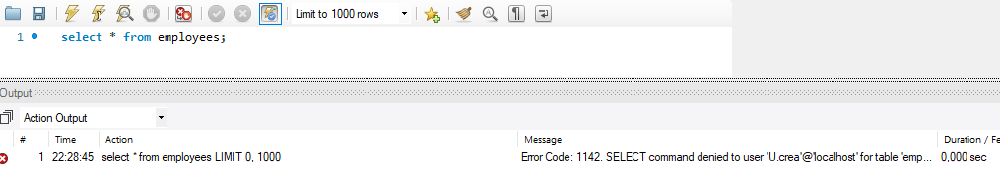 Limit to 1000 rows
1 select * from employees;
Output
Action Output
# Time Action Message Duration / Fe
1 22:28:45 select * from employees LIMIT 0, 1000 Error Code: 1142. SELECT command denied to user 'U.crea'@'localhost' for table 'emp... 0,000 sec